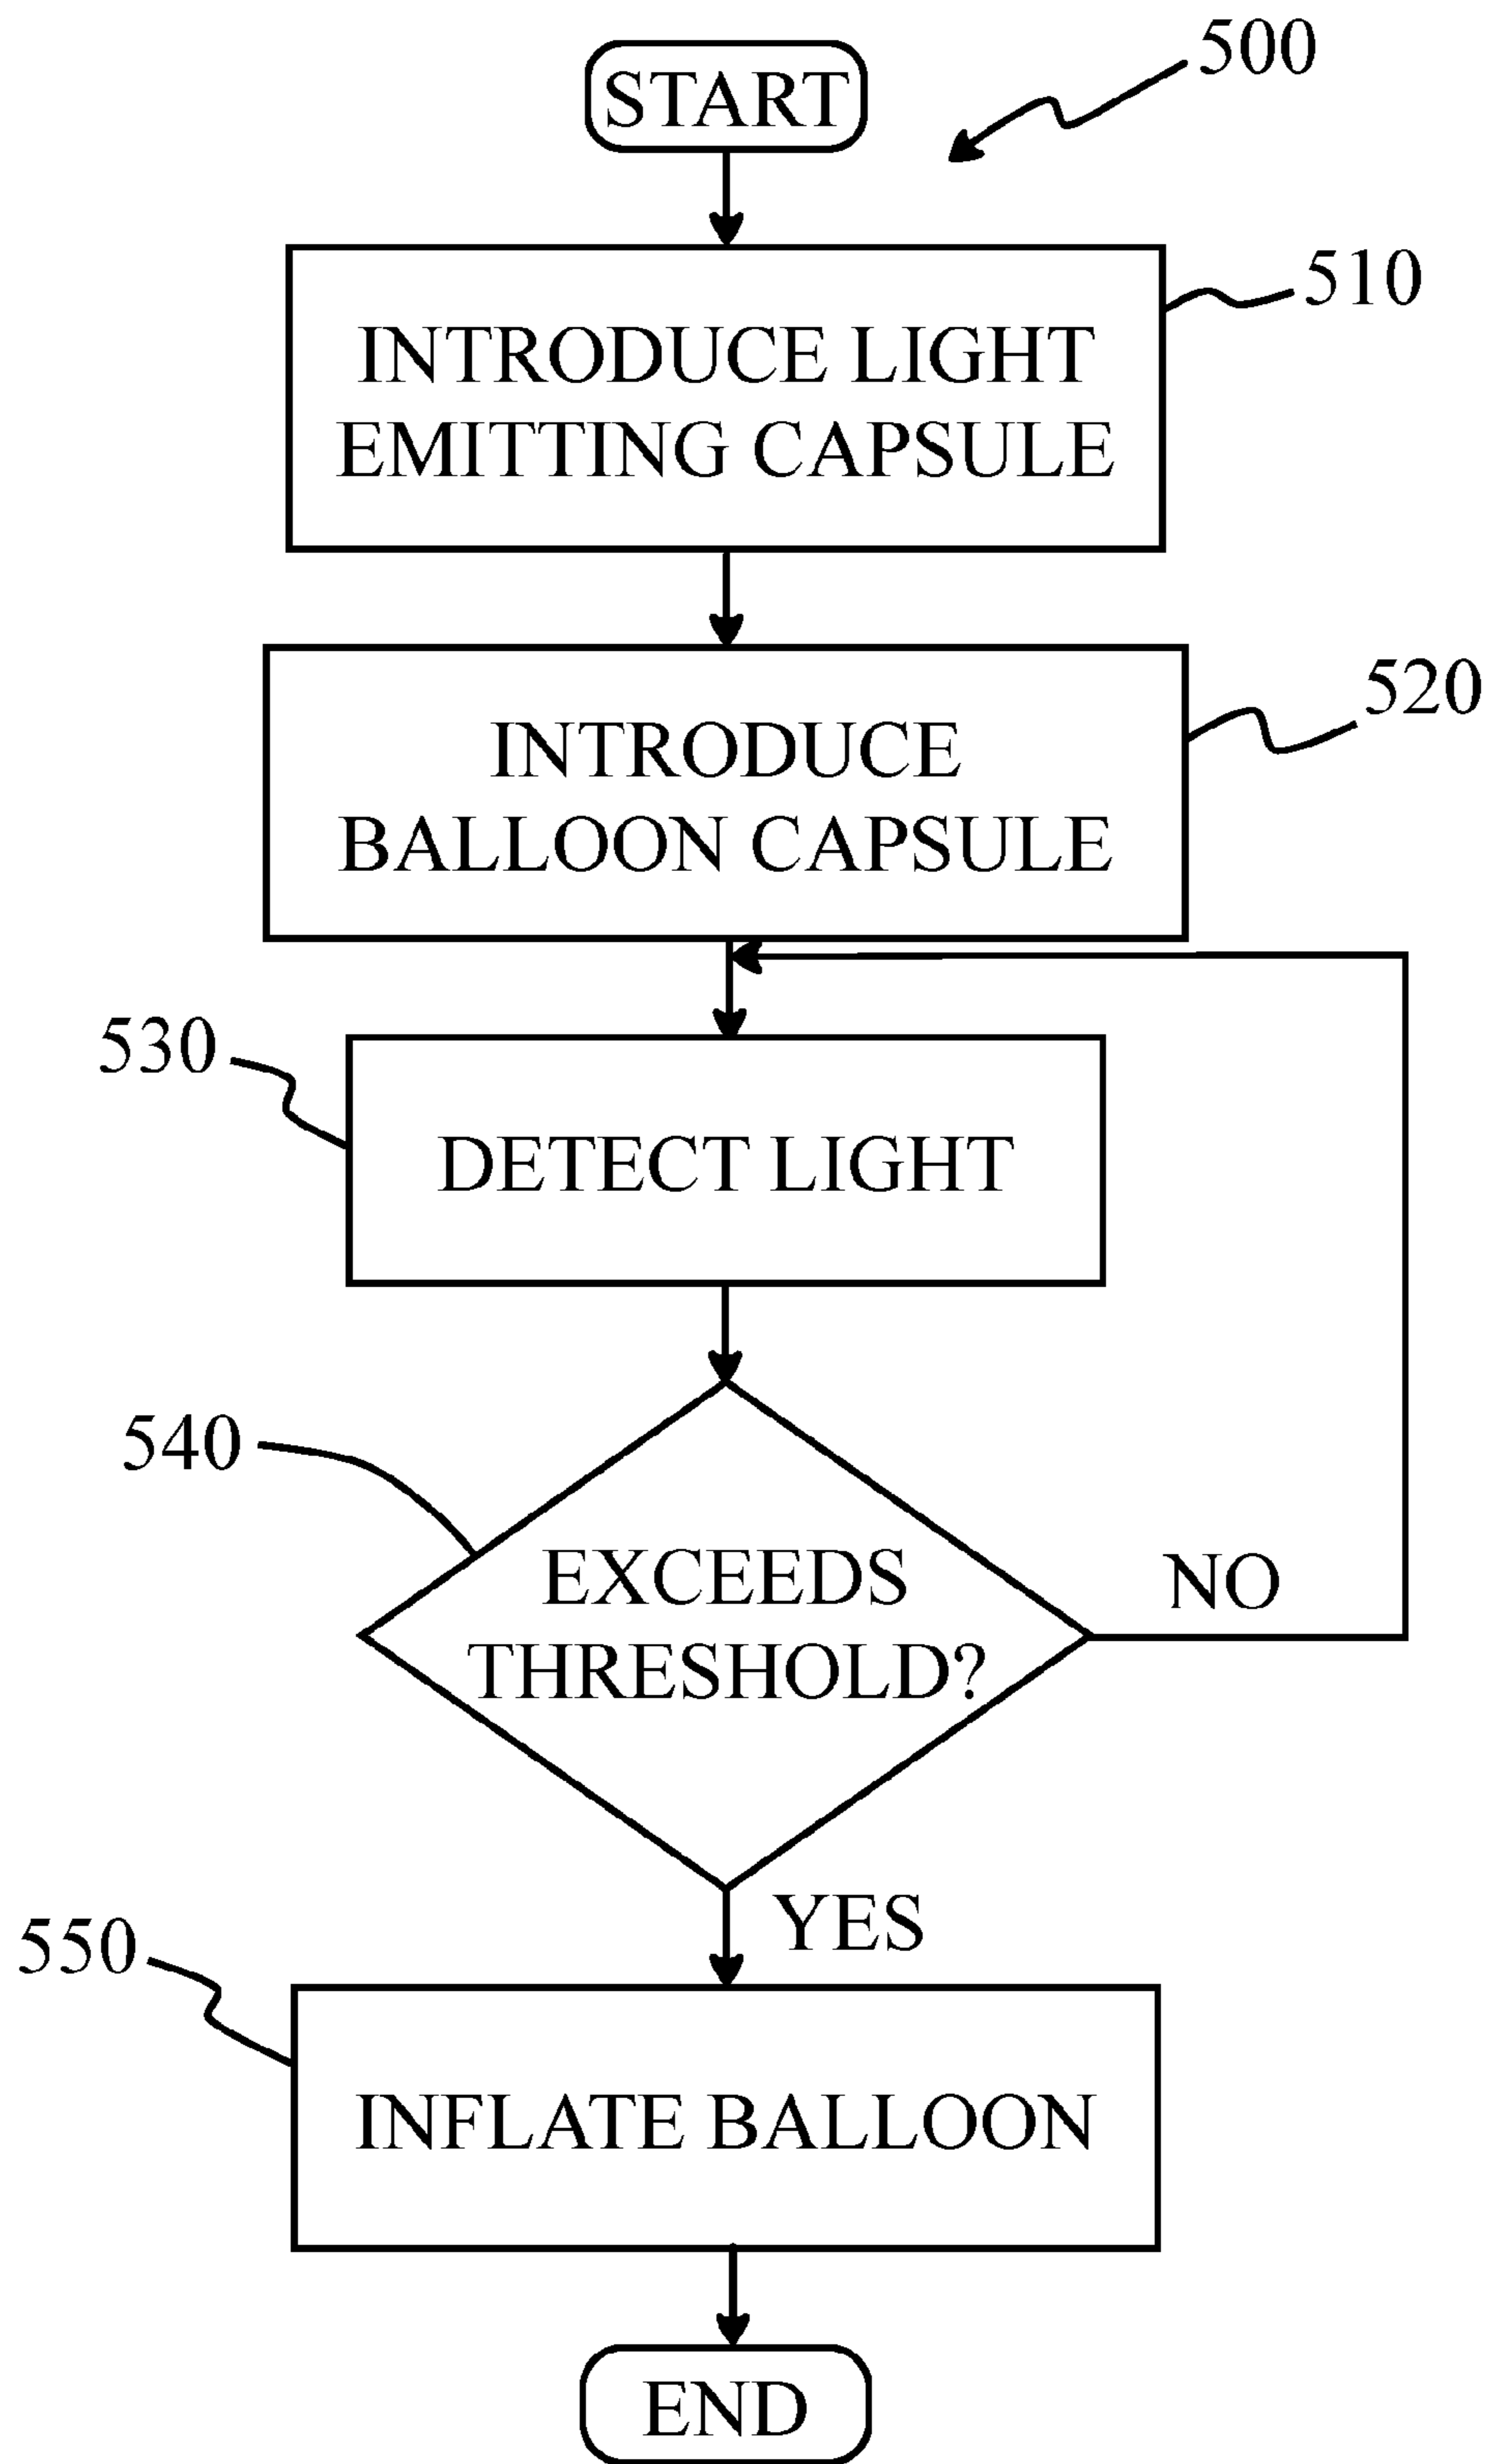 START
500
INTRODUCE LIGHT
EMITTING CAPSULE
510
INTRODUCE
BALLOON CAPSULE
520
530
DETECT LIGHT
540
EXCEEDS
THRESHOLD?
NO
YES
550
INFLATE BALLOON
END